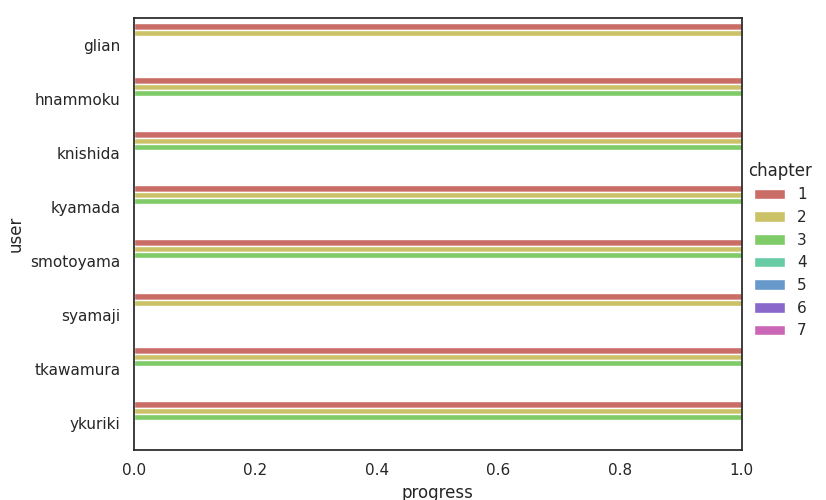 glian
hnammoku
knishida
kyamada
smotoyama
syamaji
tkawamura
ykuriki
user
0.0 0.2 0.4 0.6 0.8 1.0
progress
chapter
1
2
3
4
5
6
7